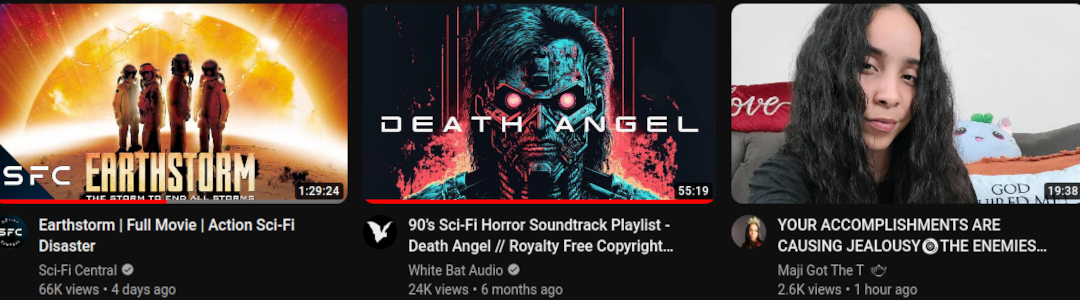 SFC
EARTHSTORM
THE STORM TO END ALL STORMS
1:29:24
SFC
Earthstorm | Full Movie | Action Sci-Fi
Disaster
Sci-Fi Central
66K views • 4 days ago
DEATH ANGEL
55:19
90's Sci-Fi Horror Soundtrack Playlist -
Death Angel // Royalty Free Copyright...
White Bat Audio
24K views • 6 months ago
love
GOD
19:38
YOUR ACCOMPLISHMENTS ARE
CAUSING JEALOUSY🎯THE ENEMIES...
Maji Got The T
2.6K views • 1 hour ago